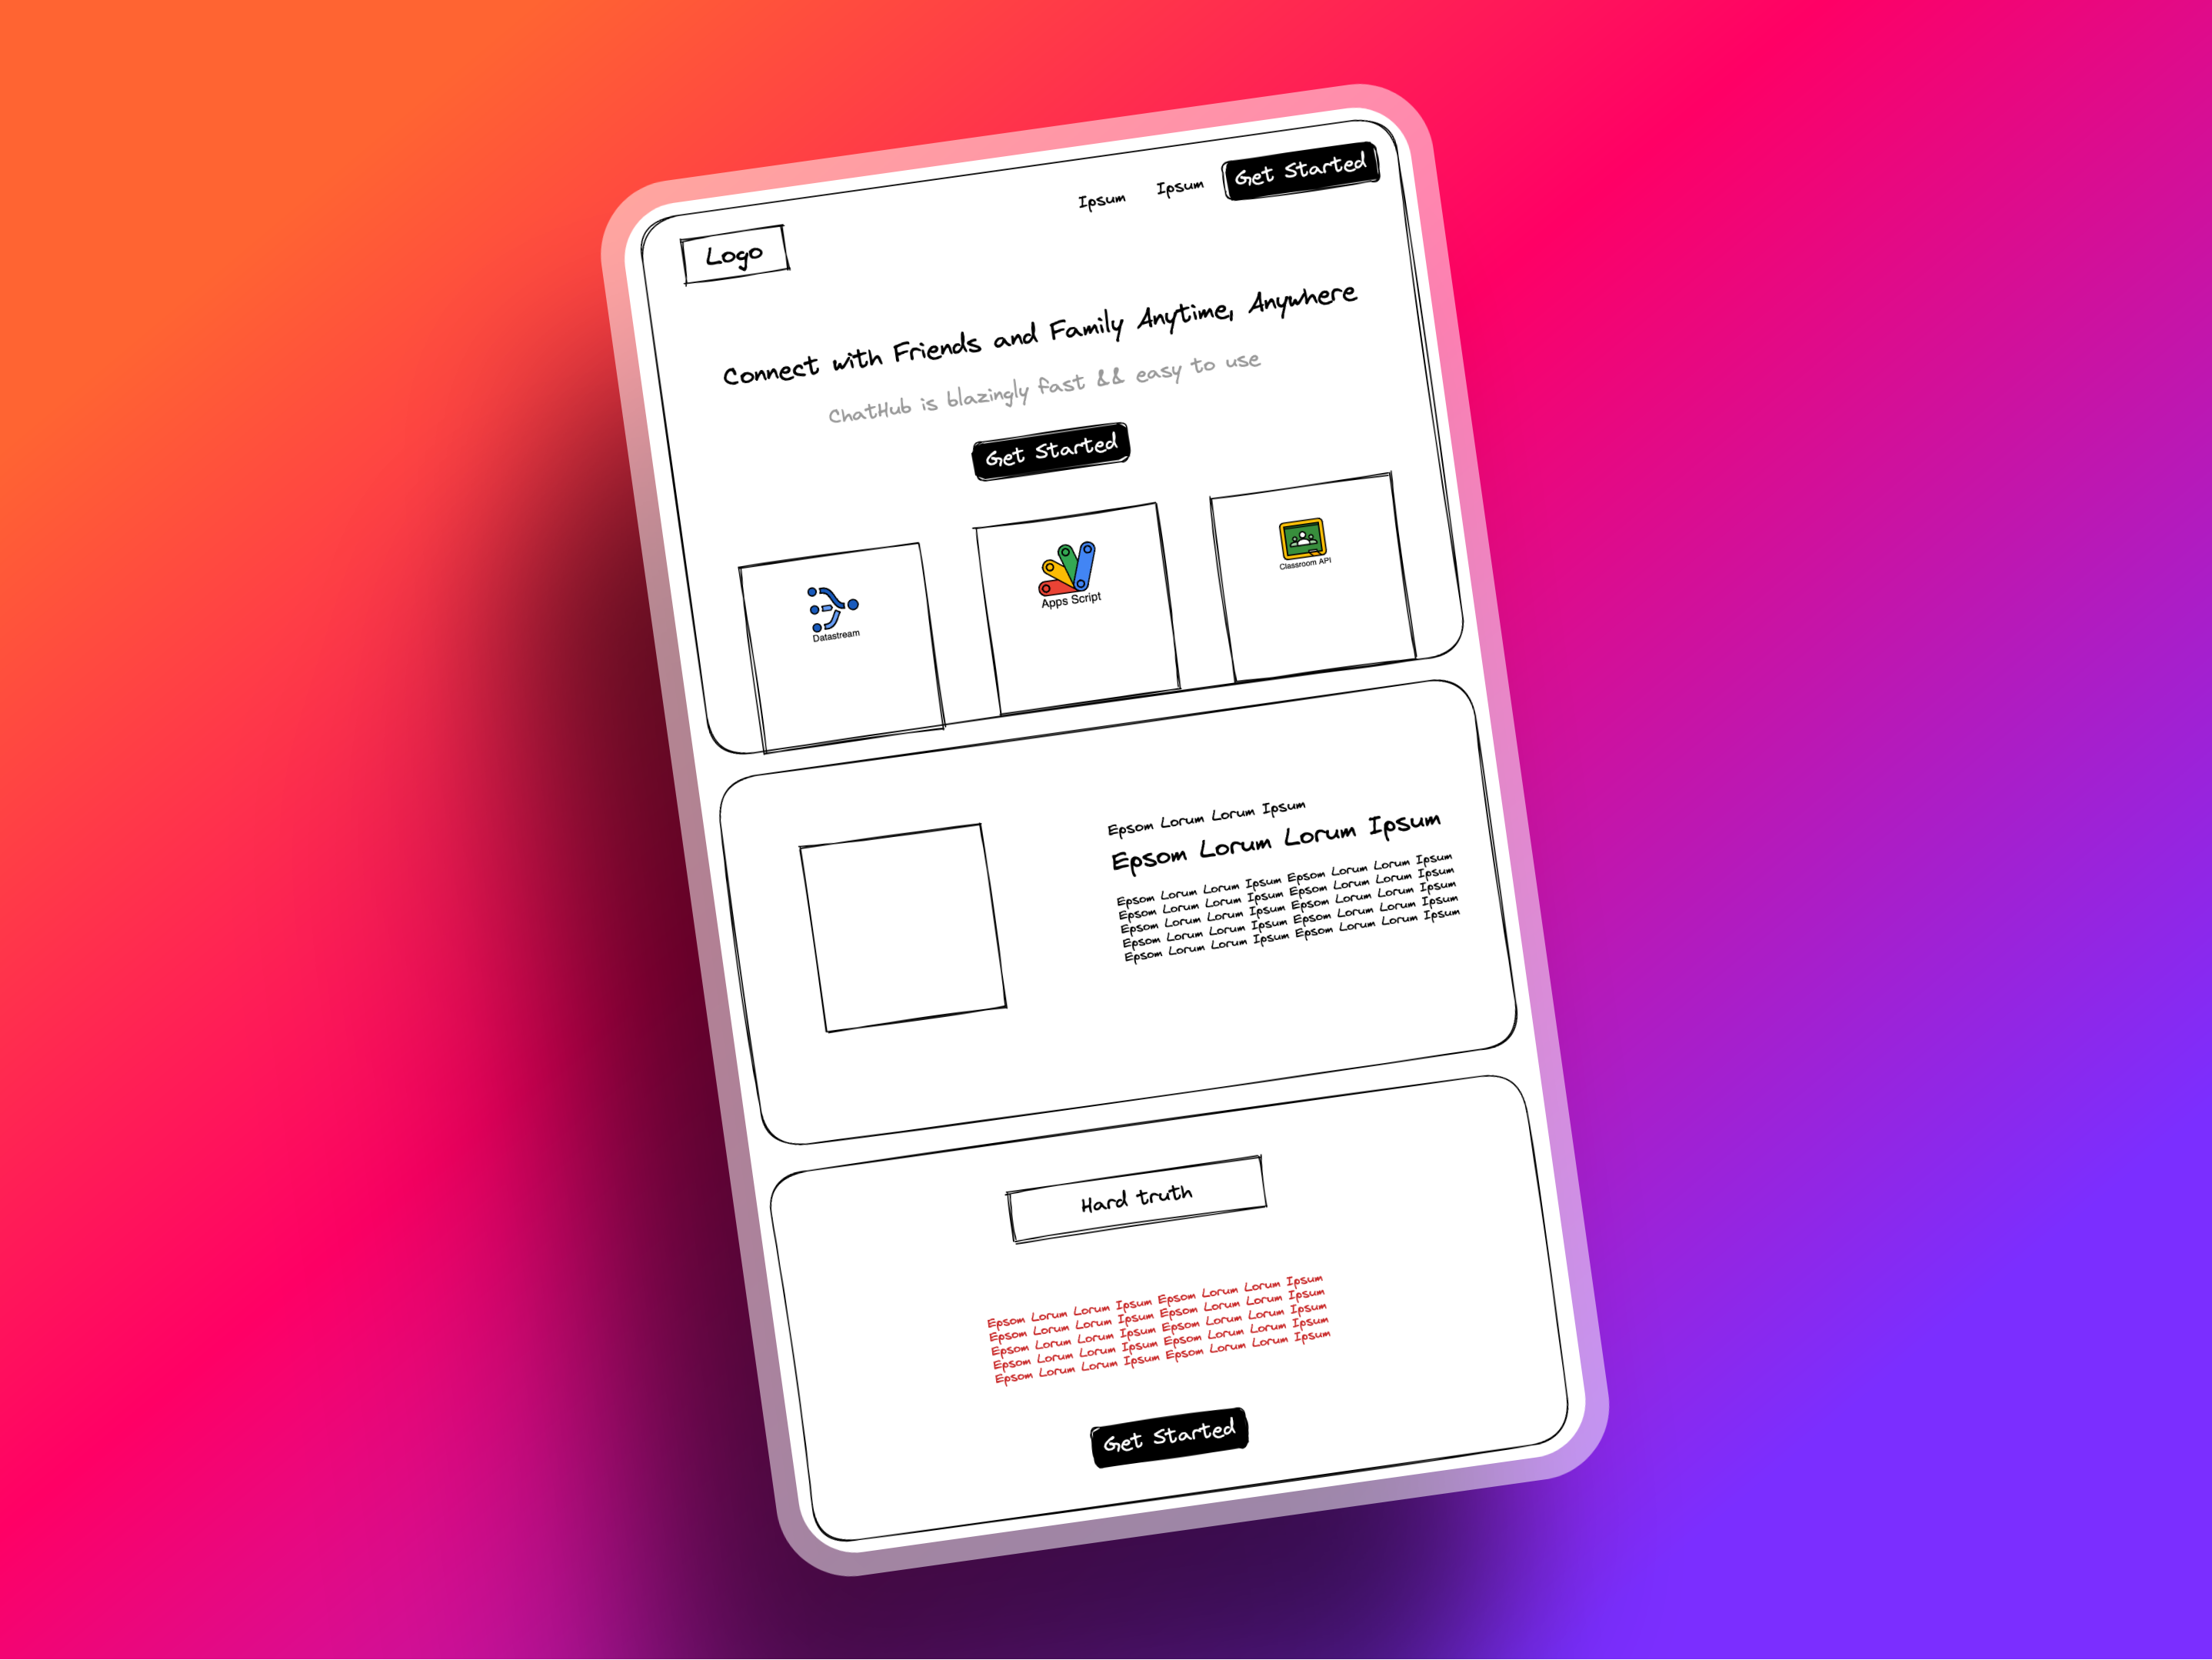 Ipsum Ipsum Get Started
Logo
Connect with Friends and Family Anytime, Anywhere
ChatHub is blazingly fast && easy to use
Get Started
Datastream
Apps Script
Classroom API
Epsom Lorum Lorum Ipsum
Epsom Lorum Lorum Ipsum
Epsom Lorum Lorum Ipsum Epsom Lorum Lorum Ipsum
Epsom Lorum Lorum Ipsum Epsom Lorum Lorum Ipsum
Epsom Lorum Lorum Ipsum Epsom Lorum Lorum Ipsum
Epsom Lorum Lorum Ipsum Epsom Lorum Lorum Ipsum
Epsom Lorum Lorum Ipsum Epsom Lorum Lorum Ipsum
Hard truth
Epsom Lorum Lorum Ipsum Epsom Lorum Lorum Ipsum
Epsom Lorum Lorum Ipsum Epsom Lorum Lorum Ipsum
Epsom Lorum Lorum Ipsum Epsom Lorum Lorum Ipsum
Epsom Lorum Lorum Ipsum Epsom Lorum Lorum Ipsum
Epsom Lorum Lorum Ipsum Epsom Lorum Lorum Ipsum
Get Started